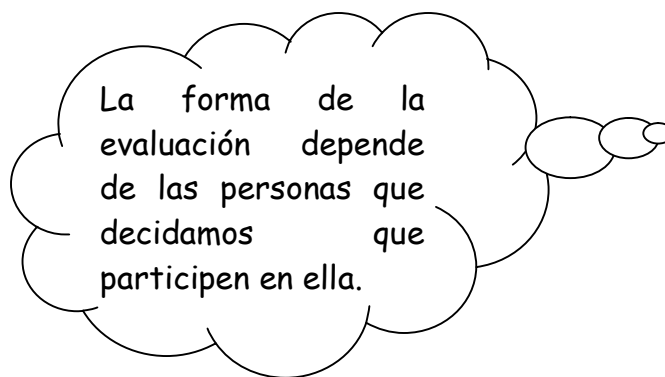 La forma de la
evaluación depende
de las personas que
decidamos que
participen en ella.